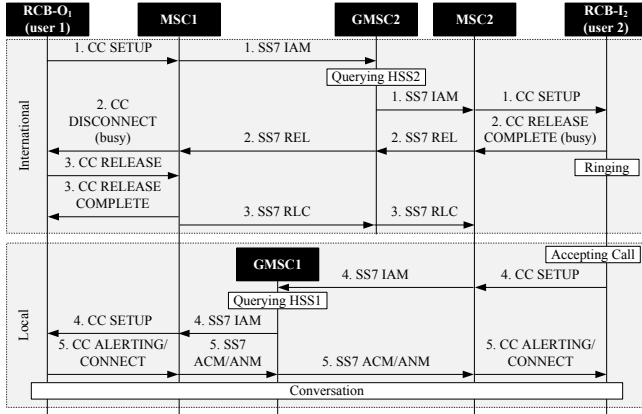 RCB-O1
(user 1)
MSC1
GMSC2
MSC2
RCB-I2
(user 2)
International
1. CC SETUP
1. SS7 IAM
Querying HSS2
1. SS7 IAM
1. CC SETUP
2. CC
DISCONNECT
(busy)
2. SS7 REL
2. SS7 REL
2. CC RELEASE
COMPLETE (busy)
3. CC RELEASE
Ringing
3. CC RELEASE
COMPLETE
3. SS7 RLC
3. SS7 RLC
Local
Accepting Call
GMSC1
4. SS7 IAM
4. CC SETUP
Querying HSS1
4. CC SETUP
4. SS7 IAM
5. CC ALERTING/
CONNECT
5. SS7
ACM/ANM
5. SS7 ACM/ANM
5. CC ALERTING/
CONNECT
Conversation